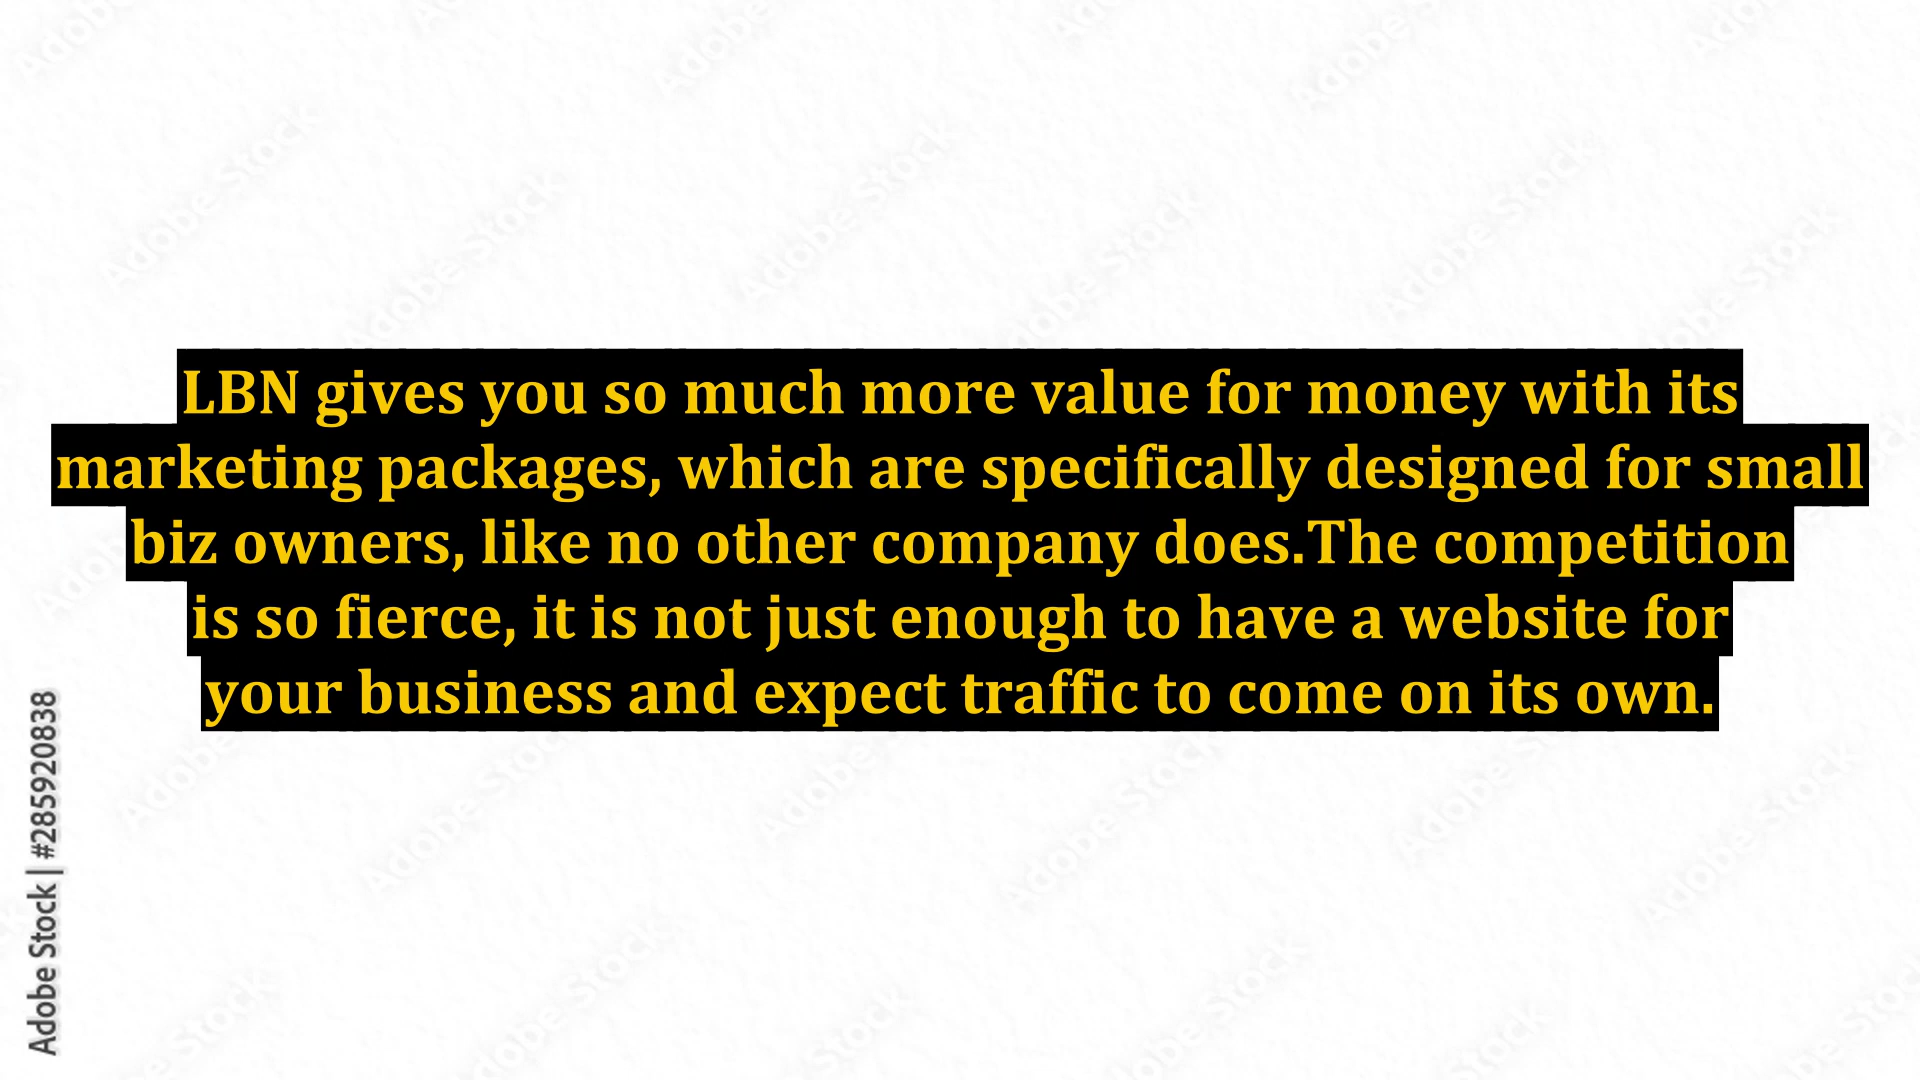 LBN gives you so much more value for money with its
marketing packages, which are specifically designed for small
biz owners, like no other company does.The competition
is so fierce, it is not just enough to have a website for
your business and expect traffic to come on its own.
Adobe Stock | #285920838